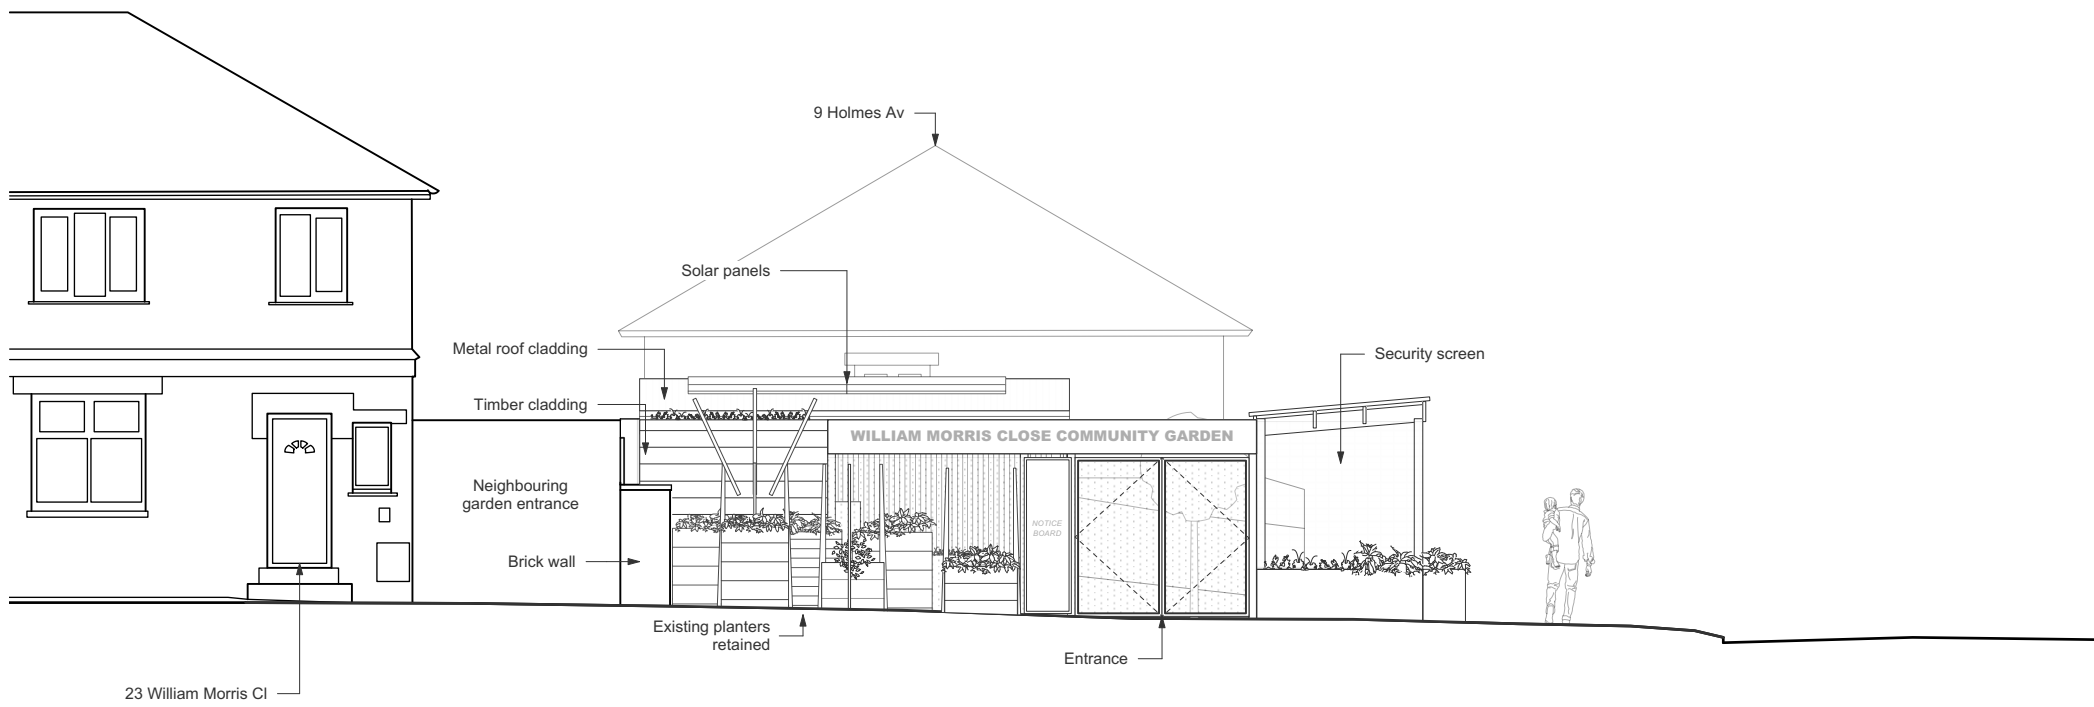 9 Holmes Av
Solar panels
Metal roof cladding
Security screen
Timber cladding
WILLIAM MORRIS CLOSE COMMUNITY GARDEN
Neighbouring
garden entrance
NOTICE
BOARD
Brick wall
Existing planters
retained
Entrance
23 William Morris Cl